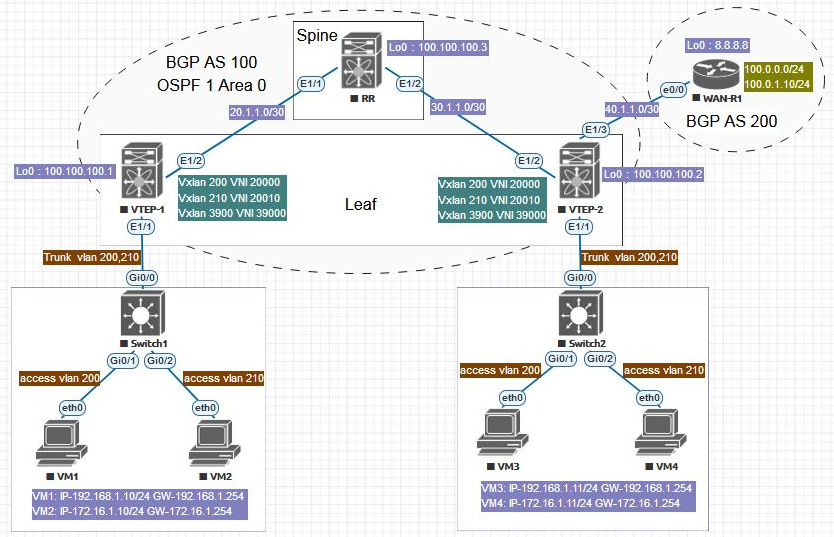 Spine
Lo0 : 100.100.100.3
RR
E1/1
E1/2
BGP AS 100
OSPF 1 Area 0
20.1.1.0/30
30.1.1.0/30
Lo0 : 8.8.8.8
100.0.0.0/24
100.0.1.10/24
e0/0
WAN-R1
40.1.1.0/30
BGP AS 200
E1/3
Lo0 : 100.100.100.1
E1/2
VTEP-1
Vxlan 200 VNI 20000
Vxlan 210 VNI 20010
Vxlan 3900 VNI 39000
E1/1
Leaf
Vxlan 200 VNI 20000
Vxlan 210 VNI 20010
Vxlan 3900 VNI 39000
E1/2
Lo0 : 100.100.100.2
VTEP-2
E1/1
Trunk vlan 200,210
Gi0/0
Switch1
Gi0/1
Gi0/2
access vlan 200
access vlan 210
eth0
eth0
VM1
VM2
VM1: IP-192.168.1.10/24 GW-192.168.1.254
VM2: IP-172.16.1.10/24 GW-172.16.1.254
Trunk vlan 200,210
Gi0/0
Switch2
Gi0/1
Gi0/2
access vlan 200
access vlan 210
eth0
eth0
VM3
VM4
VM3: IP-192.168.1.11/24 GW-192.168.1.254
VM4: IP-172.16.1.11/24 GW-172.16.1.254